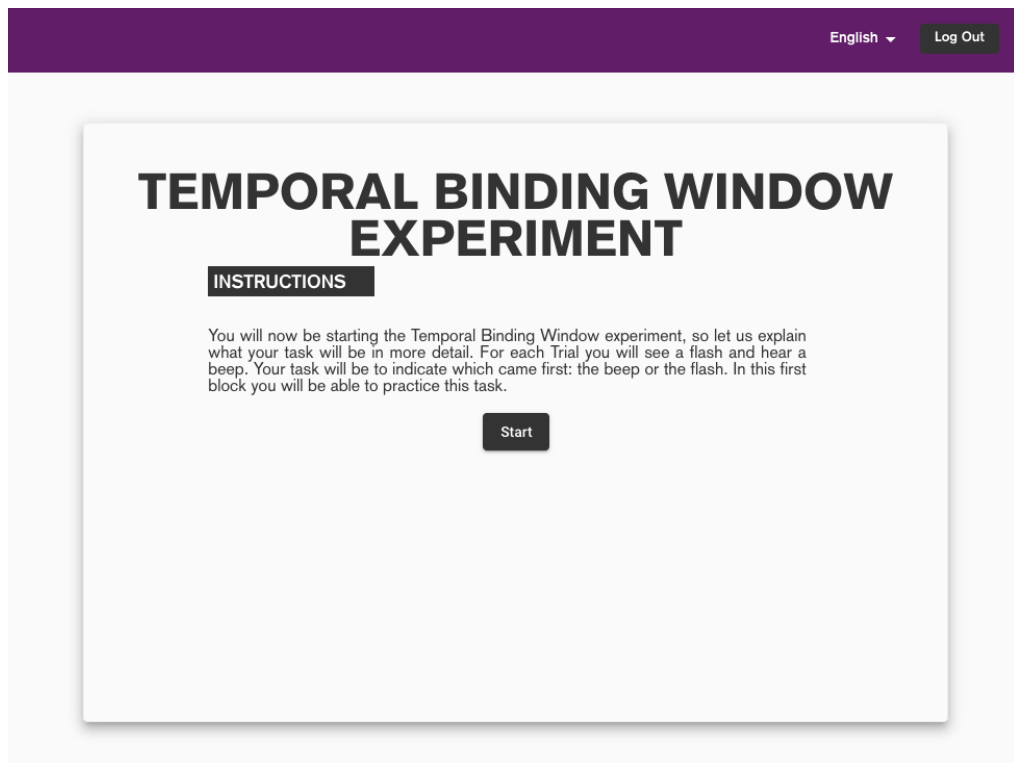 English
Log Out
TEMPORAL BINDING WINDOW
EXPERIMENT
INSTRUCTIONS
You will now be starting the Temporal Binding Window experiment, so let us explain
what your task will be in more detail. For each Trial you will see a flash and hear a
beep. Your task will be to indicate which came first: the beep or the flash. In this first
block you will be able to practice this task.
Start